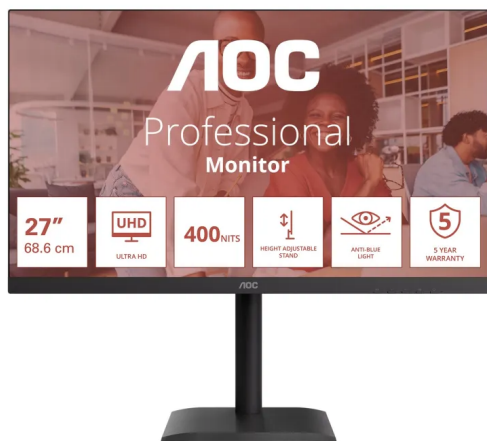 AOC
Professional
Monitor
27”
68.6 cm
UHD
ULTRA HD
400NITS
HEIGHT ADJUSTABLE
STAND
ANTI-BLUE
LIGHT
5
5 YEAR
WARRANTY
AOC